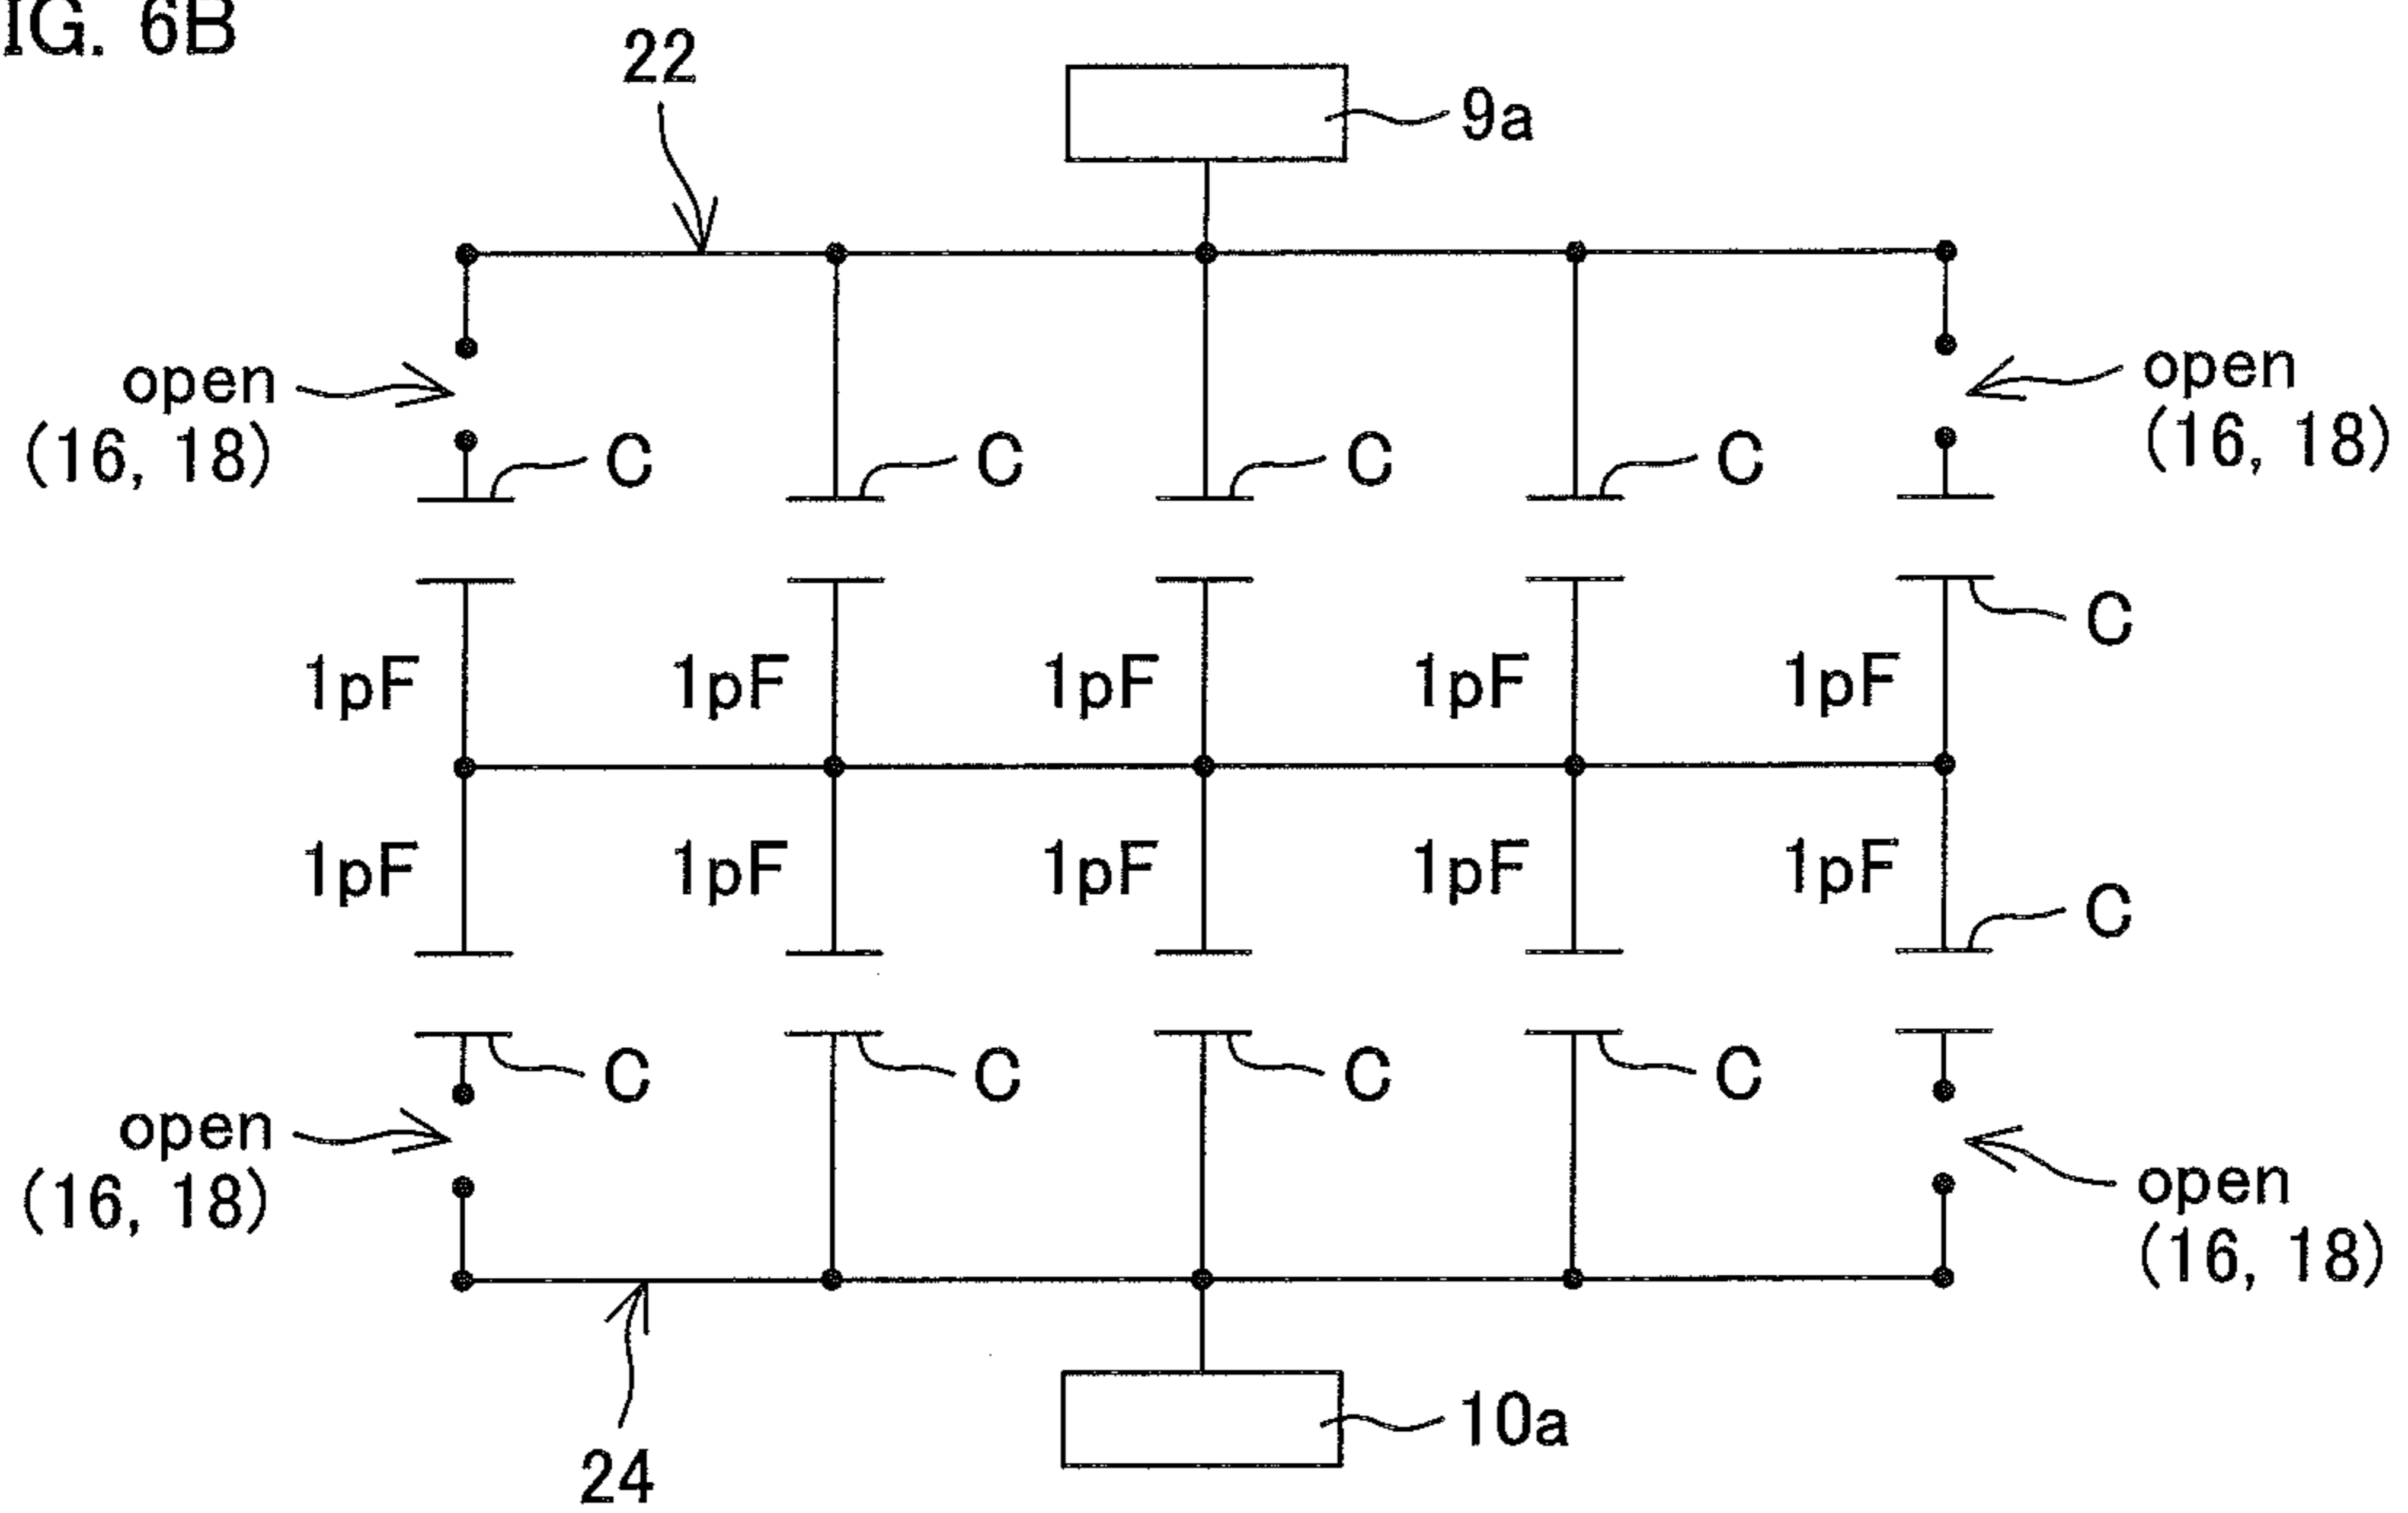 IG. 6B
22
9a
open
(16, 18)
open
(16, 18)
C
C
C
C
C
1pF
1pF
1pF
1pF
1pF
1pF
1pF
1pF
1pF
1pF
C
C
C
C
C
open
(16, 18)
open
(16, 18)
10a
24